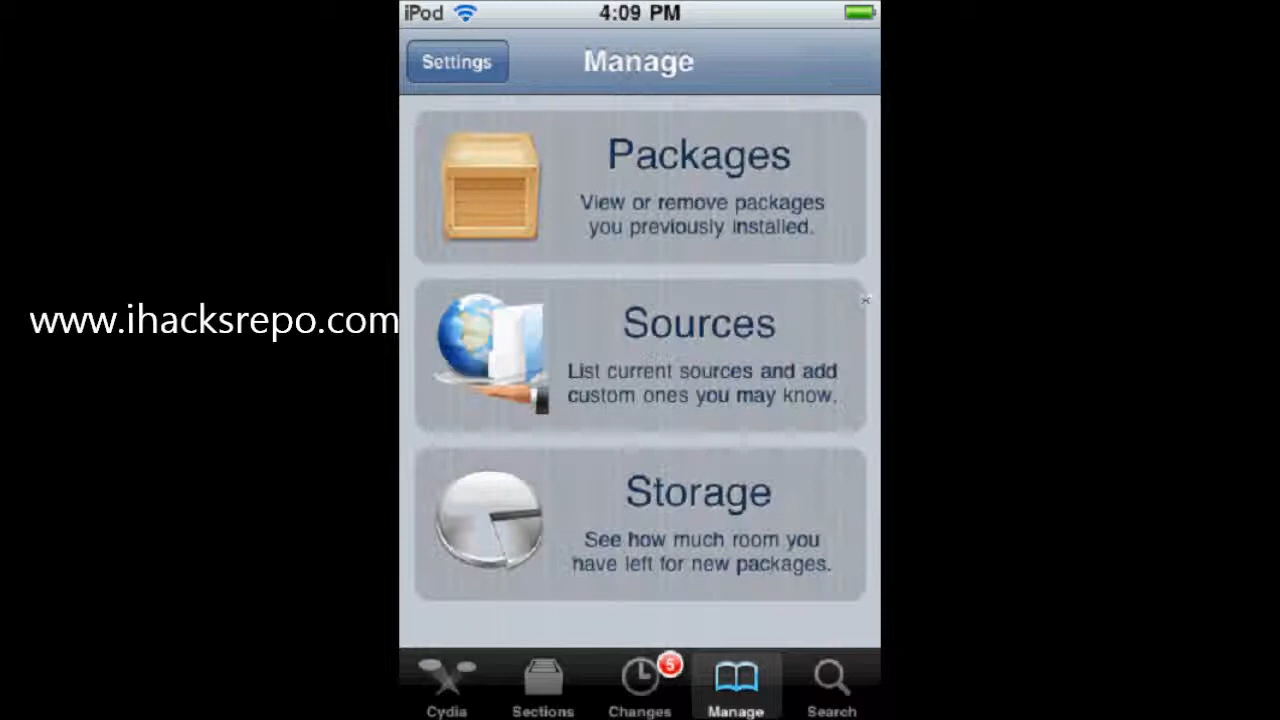 iPod 4:09 PM
Settings Manage
Packages
View or remove packages
you previously installed.
www.ihacksrepo.com
Sources
List current sources and add
custom ones you may know.
Storage
See how much room you
have left for new packages.
5
Cydia Sections Changes Manage Search